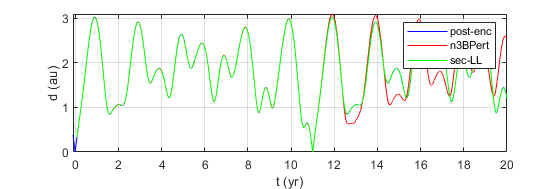 3
2
1
0
d (au)
post-enc
n3BPert
sec-LL
0 2 4 6 8 10 12 14 16 18 20
t (yr)